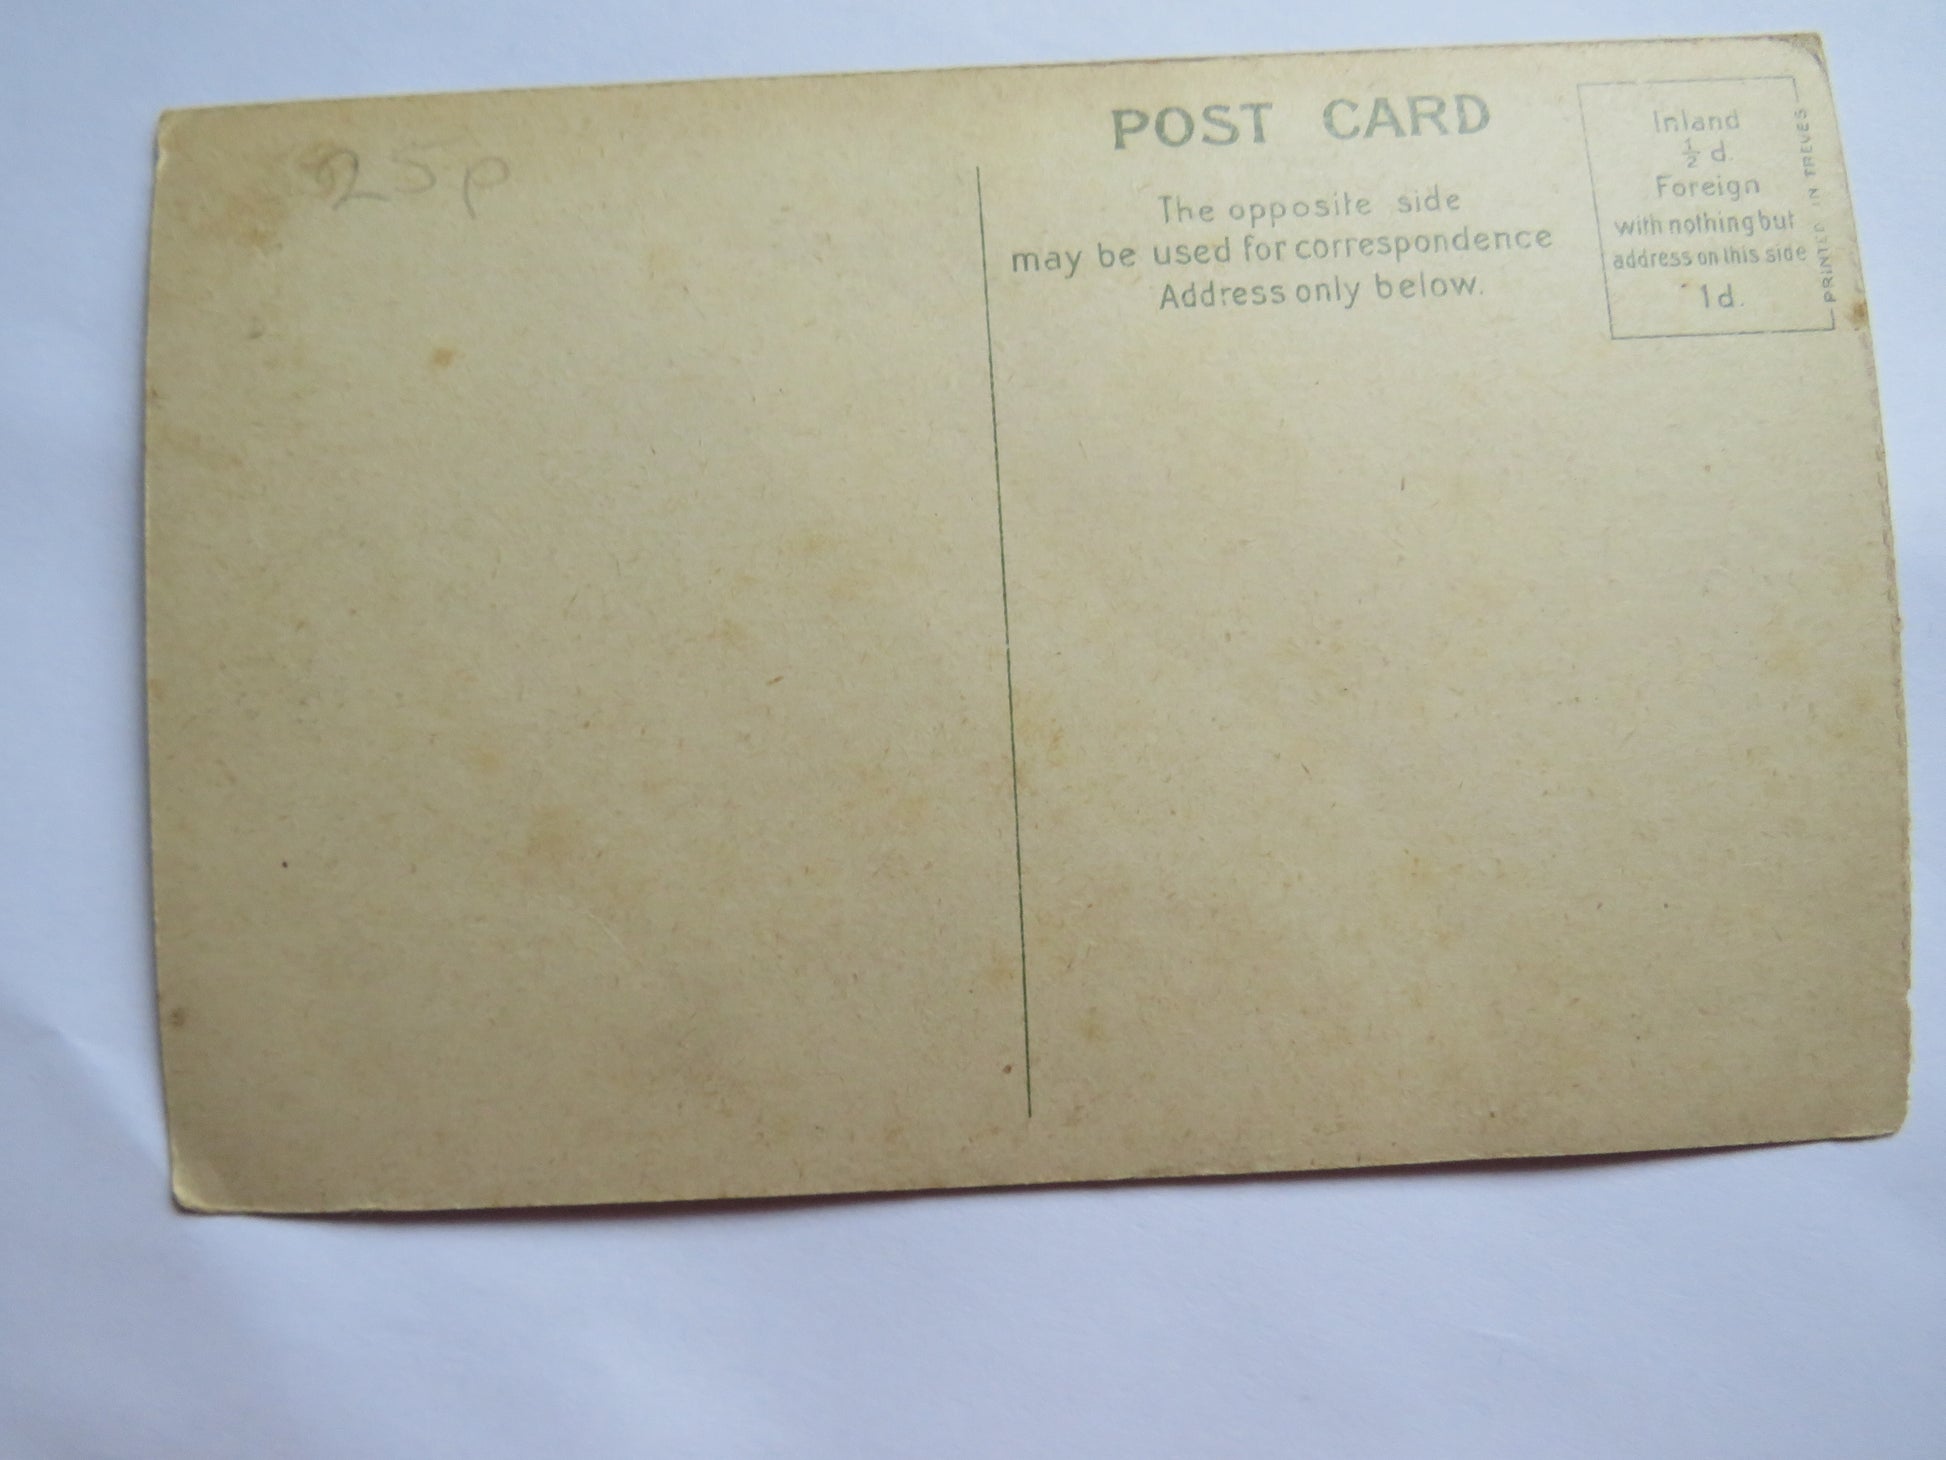 25p
POST CARD
The opposite side
may be used for correspondence
Address only below.
Inland
½ d.
Foreign
with nothing but
address on this side
1d.
PRINTED IN TREVES